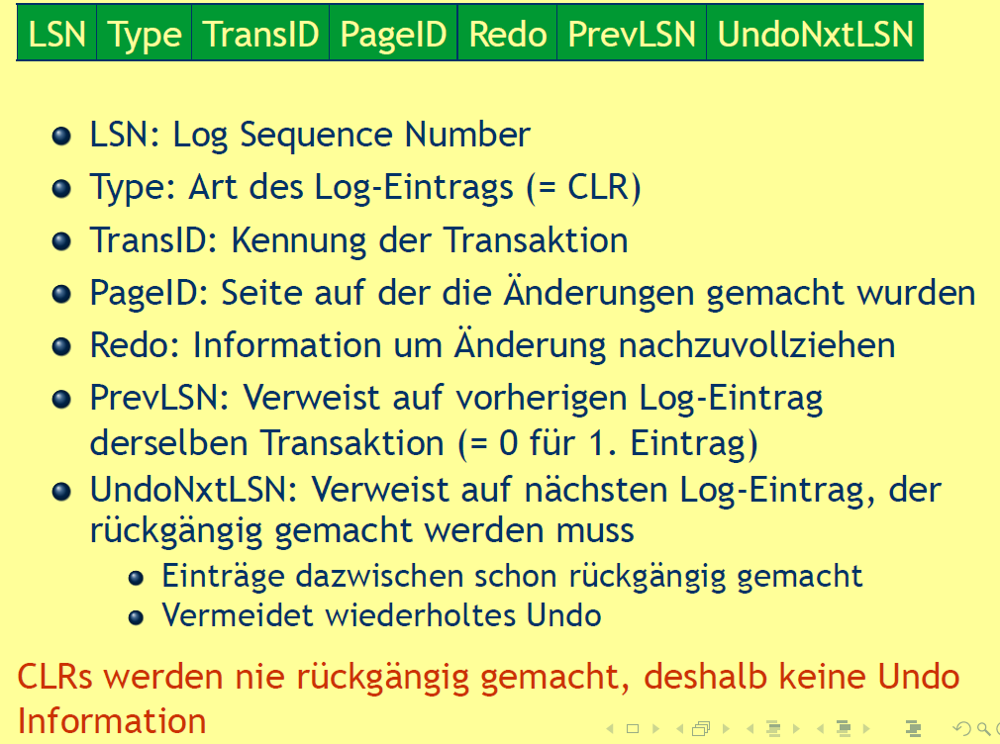 LSN Type TransID PageID Redo PrevLSN UndoNxtLSN
LSN: Log Sequence Number
Type: Art des Log-Eintrags (= CLR)
TransID: Kennung der Transaktion
PageID: Seite auf der die Änderungen gemacht wurden
Redo: Information um Änderung nachzuvollziehen
PrevLSN: Verweist auf vorherigen Log-Eintrag
derselben Transaktion (= 0 für 1. Eintrag)
UndoNxtLSN: Verweist auf nächsten Log-Eintrag, der
rückgängig gemacht werden muss
Einträge dazwischen schon rückgängig gemacht
Vermeidet wiederholtes Undo
CLRs werden nie rückgängig gemacht, deshalb keine Undo
Information